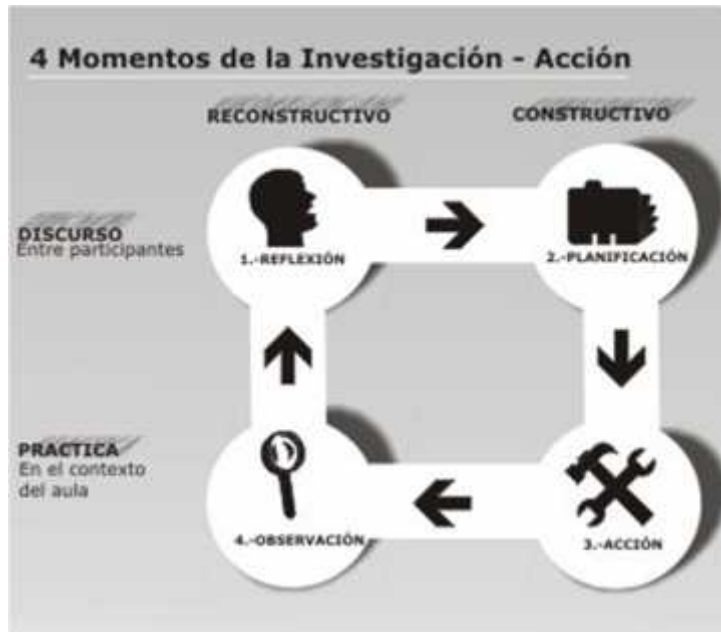 4 Momentos de la Investigación - Acción
RECONSTRUCTIVO
CONSTRUCTIVO
DISCURSO
Entre participantes
1.-REFLEXIÓN
2.-PLANIFICACIÓN
PRACTICA
En el contexto
del aula
4.-OBSERVACIÓN
3.-ACCIÓN